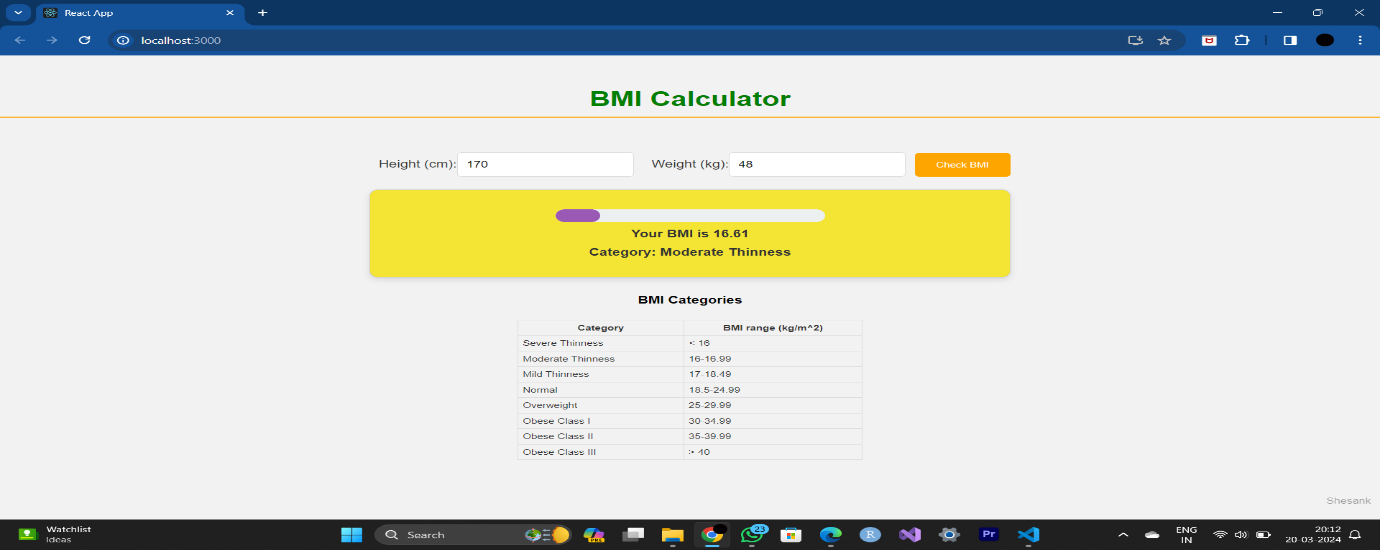 React App
localhost:3000
BMI Calculator
Height (cm): 170 Weight (kg): 48 Check BMI
Your BMI is 16.61
Category: Moderate Thinness
BMI Categories
Category BMI range (kg/m^2)
Severe Thinness < 16
Moderate Thinness 16-16.99
Mild Thinness 17-18.49
Normal 18.5-24.99
Overweight 25-29.99
Obese Class I 30-34.99
Obese Class II 35-39.99
Obese Class III > 40
Shesank
Watchlist
Ideas
Search
PRE
23
R
Pr
ENG
IN
20:12
20-03-2024